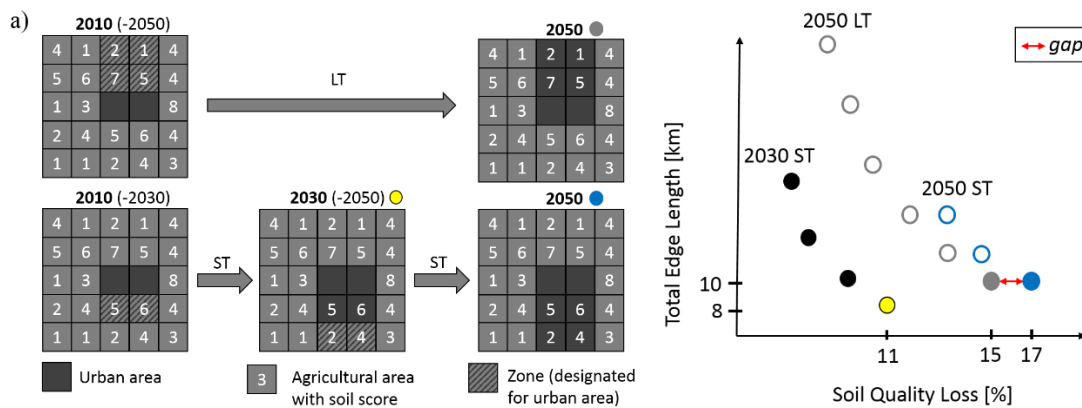 a)
2010 (-2050)
4 1 2 1 4
5 6 7 5 4
1 3 8
2 4 5 6 4
1 1 2 4 3
LT
2050
4 1 2 1 4
5 6 7 5 4
1 3 8
2 4 5 6 4
1 1 2 4 3
2010 (-2030)
4 1 2 1 4
5 6 7 5 4
1 3 8
2 4 5 6 4
1 1 2 4 3
ST
2030 (-2050)
4 1 2 1 4
5 6 7 5 4
1 3 8
2 4 5 6 4
1 1 2 4 3
ST
2050
4 1 2 1 4
5 6 7 5 4
1 3 8
2 4 5 6 4
1 1 2 4 3
Urban area
3
Agricultural area
with soil score
Zone (designated
for urban area)
2050 LT
gap
2030 ST
2050 ST
Total Edge Length [km]
10
8
11 15 17
Soil Quality Loss [%]